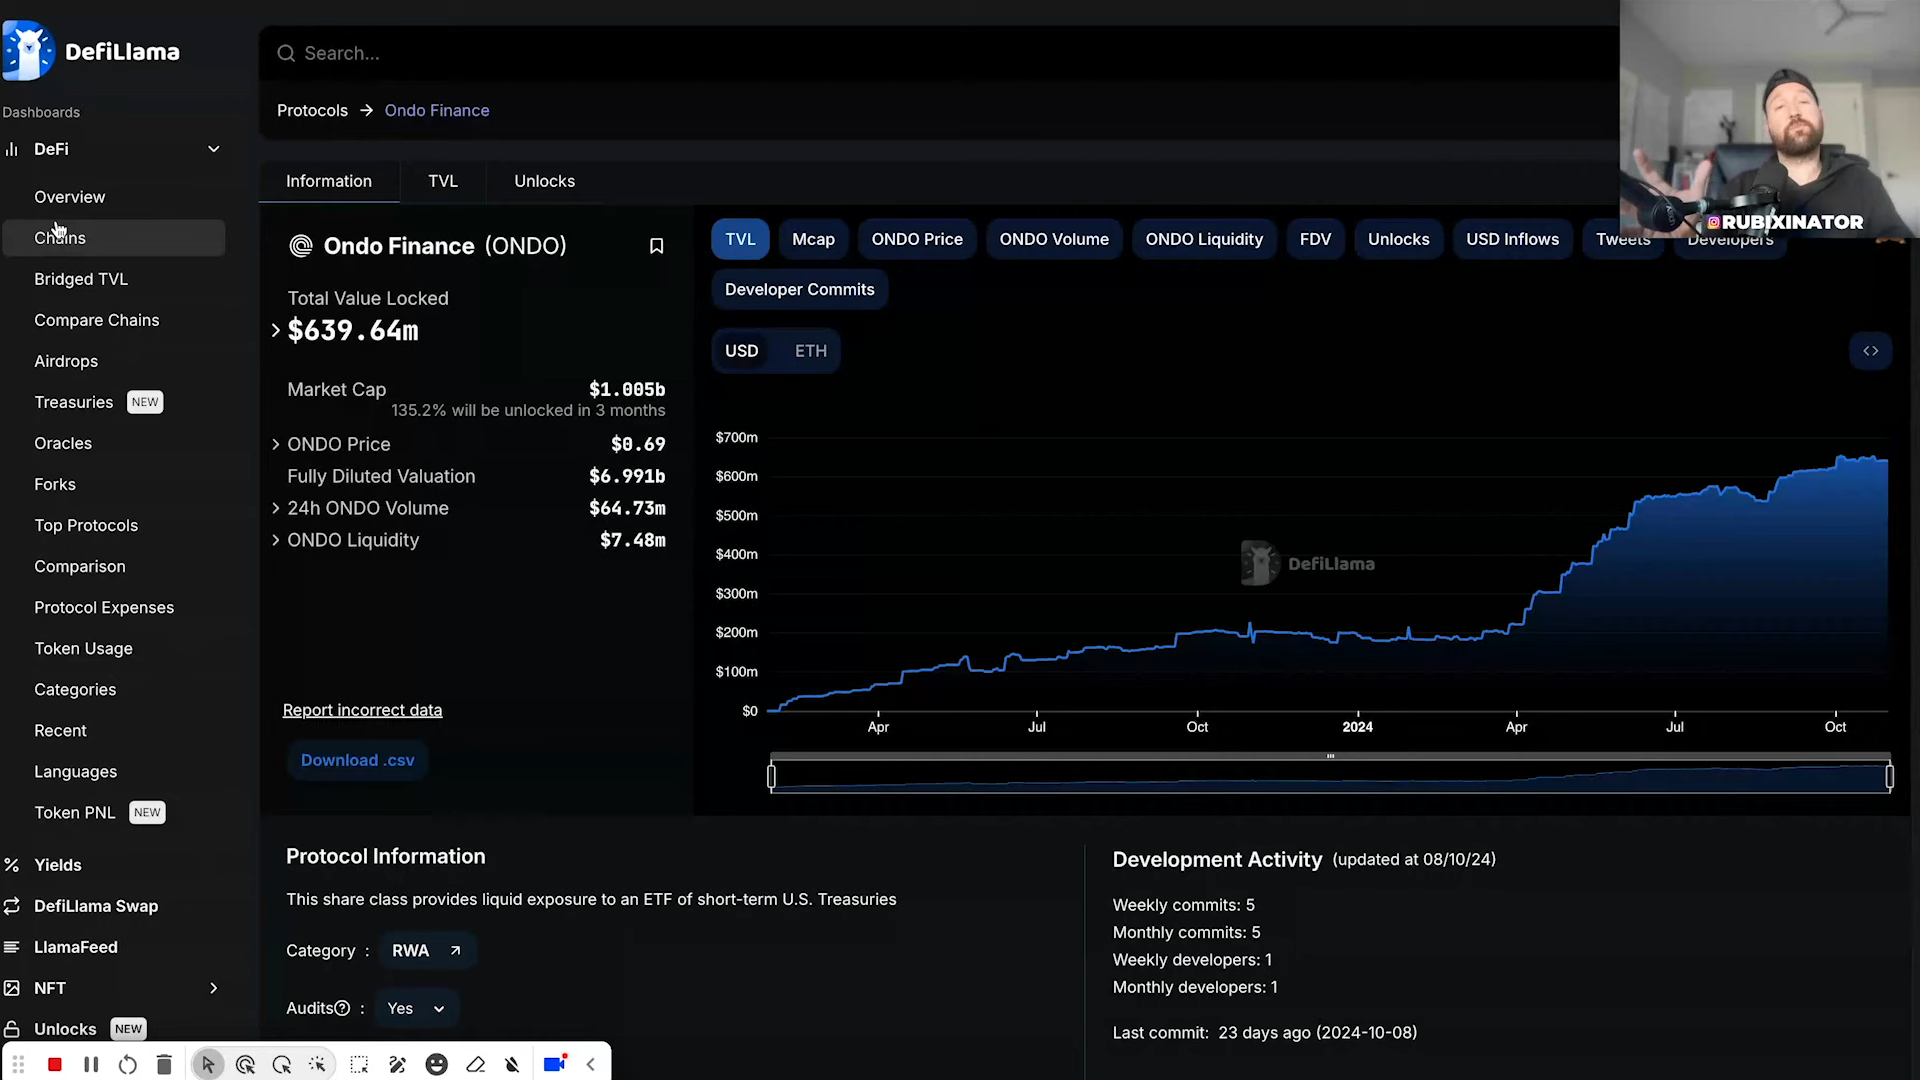 DefiLlama
Search...
Dashboards
Protocols → Ondo Finance
DeFi
Information TVL Unlocks
Overview
Chains
Bridged TVL
Compare Chains
Airdrops
Treasuries NEW
Oracles
Forks
Top Protocols
Comparison
Protocol Expenses
Token Usage
Categories
Recent
Languages
Token PNL NEW
Yields
DefiLlama Swap
LlamaFeed
NFT
Unlocks NEW
Ondo Finance (ONDO)
Total Value Locked
$639.64m
Market Cap $1.005b
135.2% will be unlocked in 3 months
ONDO Price $0.69
Fully Diluted Valuation $6.991b
24h ONDO Volume $64.73m
ONDO Liquidity $7.48m
Report incorrect data
Download .csv
@RUBIXINATOR
TVL Mcap ONDO Price ONDO Volume ONDO Liquidity FDV Unlocks USD Inflows Tweets Developers
Developer Commits
USD ETH
$700m
$600m
$500m
$400m
$300m
$200m
$100m
$0
DefiLlama
Apr Jul Oct 2024 Apr Jul Oct
Protocol Information
This share class provides liquid exposure to an ETF of short-term U.S. Treasuries
Category : RWA
Audits : Yes
Development Activity (updated at 08/10/24)
Weekly commits: 5
Monthly commits: 5
Weekly developers: 1
Monthly developers: 1
Last commit: 23 days ago (2024-10-08)